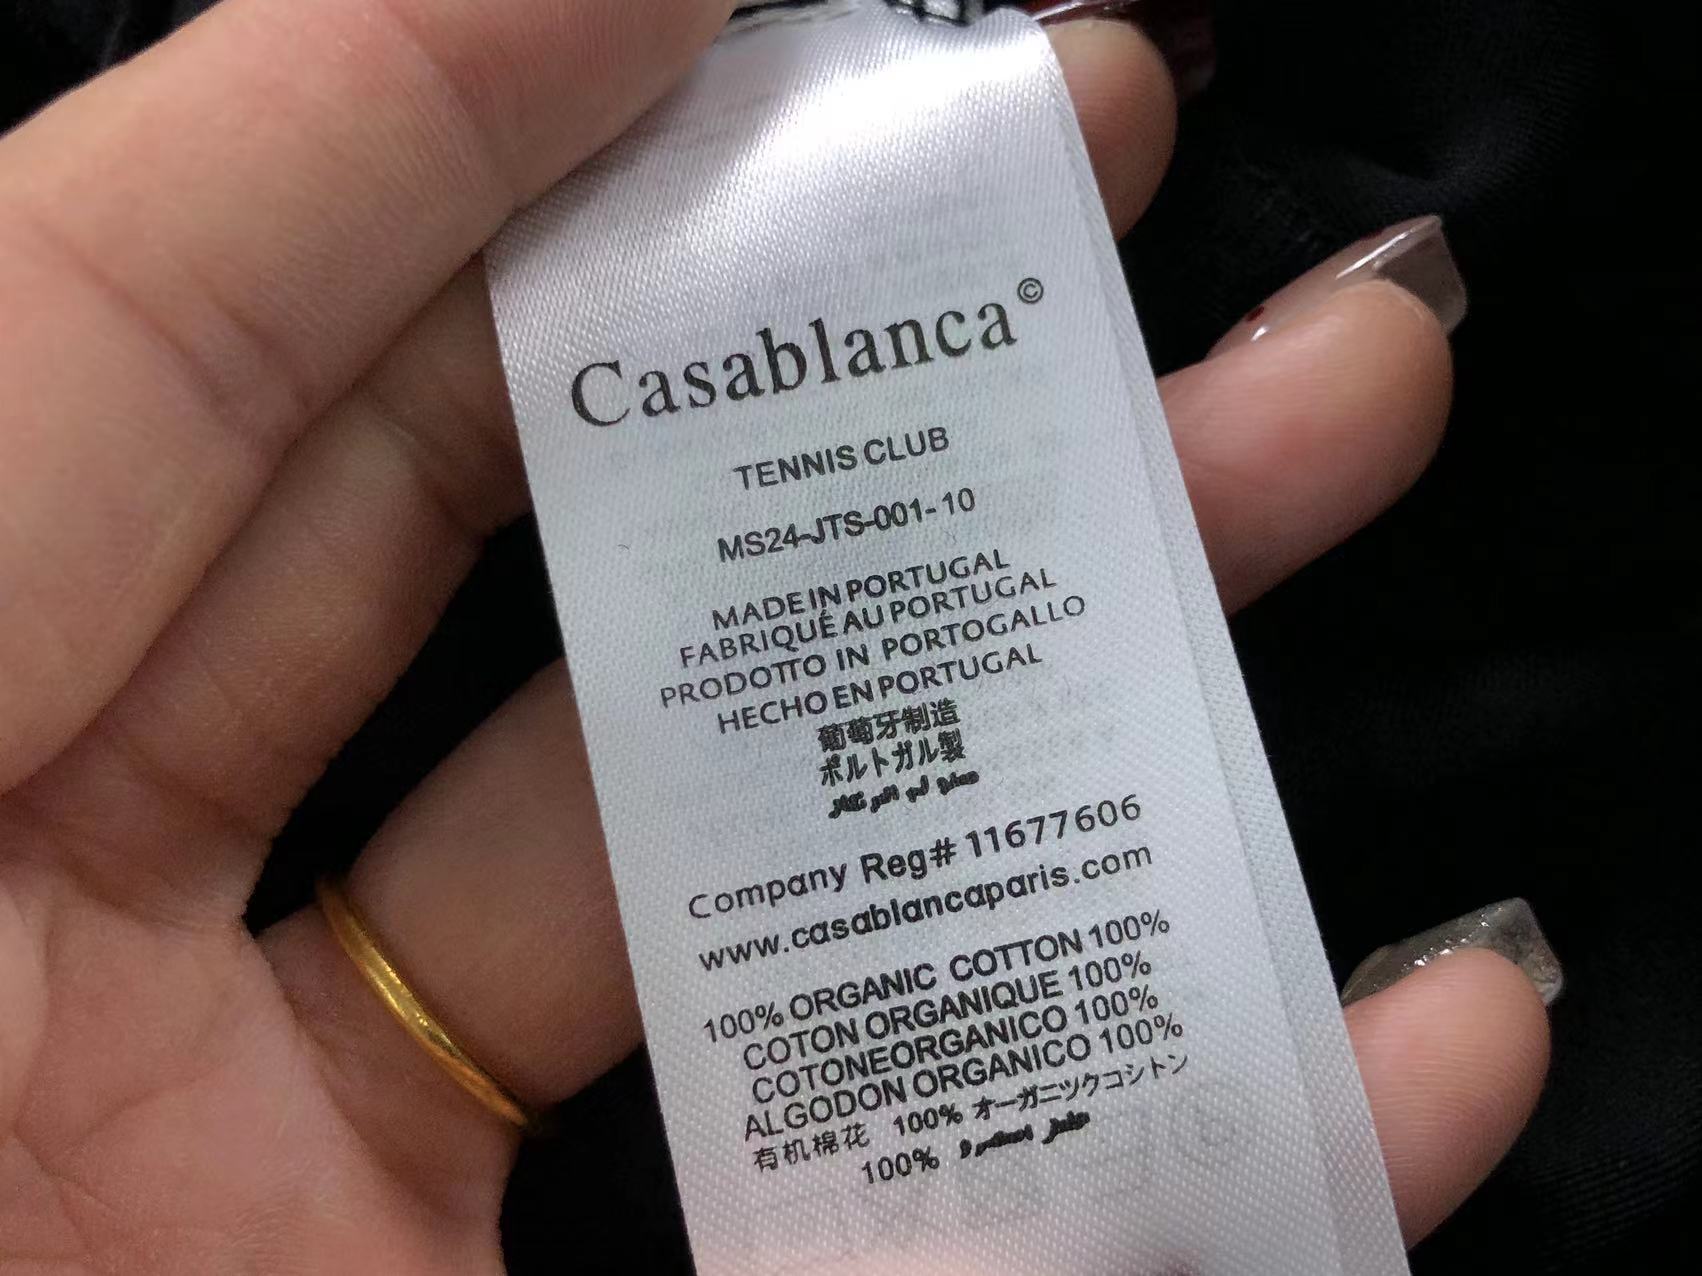 Casablanca©
TENNIS CLUB
MS24-JTS-001-10
MADE IN PORTUGAL
FABRIQUÉ AU PORTUGAL
PRODOTTO IN PORTOGALLO
HECHO EN PORTUGAL
葡萄牙制造
ポルトガル製
Company Reg# 11677606
www.casablancaparis.com
100% ORGANIC COTTON 100%
COTON ORGANIQUE 100%
COTONEORGANICO 100%
ALGODON ORGANICO 100%
有机棉花 100% オーガニツクコシトン
100%